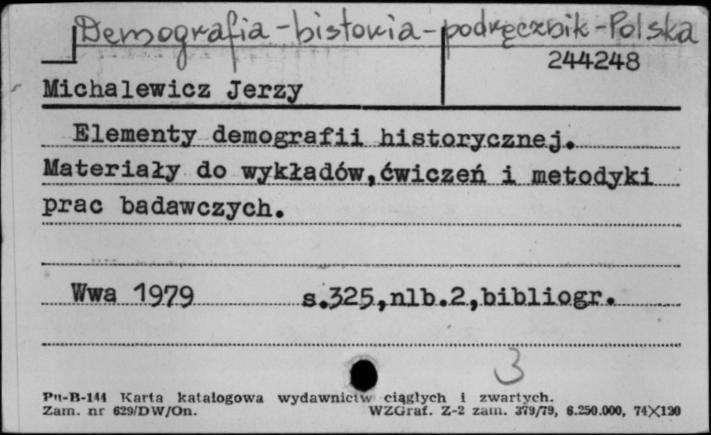 Demografia-historia-podręcznik-Polska
244248
Michalewicz Jerzy
Elementy demografii historycznej.
Materiały do wykładów,ćwiczeń i metodyki
prac badawczych.
Wwa 1979 s.325,nlb.2,bibliogr.
3
Pu-B-144 Karta katalogowa wydawnictw ciągłych i zwartych.
Zam. nr 629/DW/On. WZGraf. Z-2 zam. 379/79, 6.250.000, 74X120